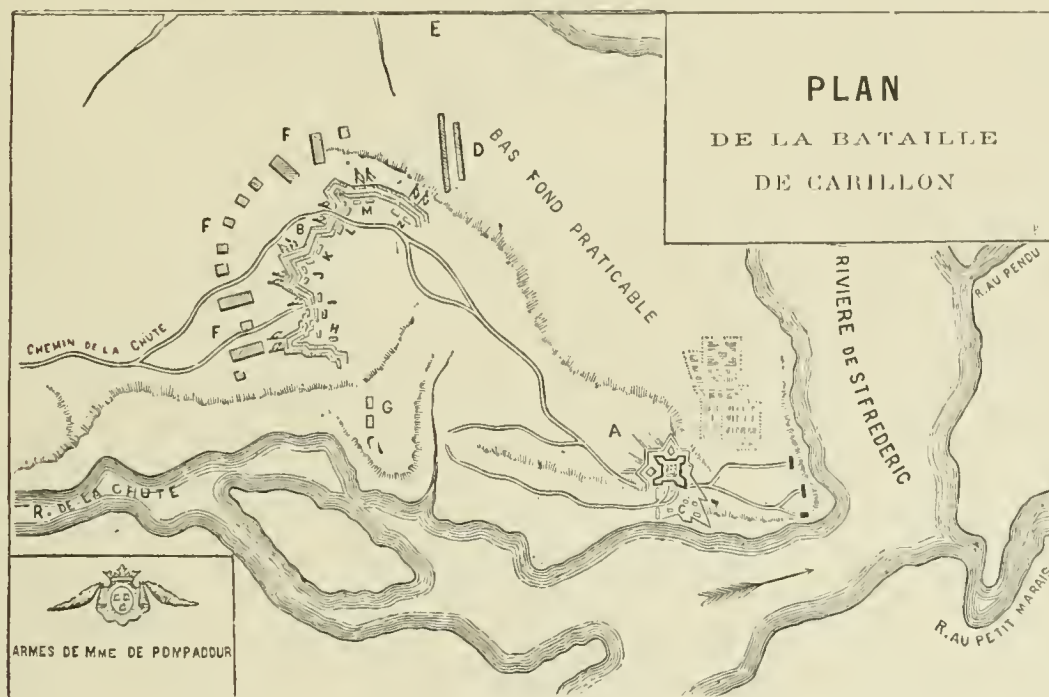 PLAN
DE LA BATAILLE
DE CARILLON
E
F
D
BAS FOND PRATICABLE
M
N
F
B
L
K
J
I
H
F
CHEMIN DE LA CHUTE
G
A
C
RIVIERE DE ST FREDERIC
R. AU PENDU
R. DE LA CHUTE
R. AU PETIT MARAIS
ARMES DE MME DE POMPADOUR